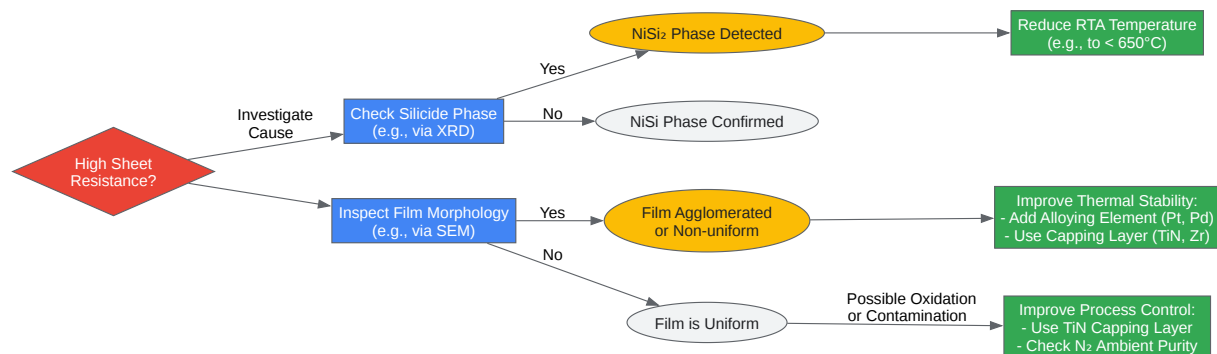 NiSi₂ Phase Detected
Reduce RTA Temperature
(e.g., to < 650°C)
Yes
Investigate
Cause
Check Silicide Phase
(e.g., via XRD)
No
NiSi Phase Confirmed
High Sheet
Resistance?
Inspect Film Morphology
(e.g., via SEM)
Yes
Film Agglomerated
or Non-uniform
Improve Thermal Stability:
- Add Alloying Element (Pt, Pd)
- Use Capping Layer (TiN, Zr)
No
Film is Uniform
Possible Oxidation
or Contamination
Improve Process Control:
- Use TiN Capping Layer
- Check N₂ Ambient Purity